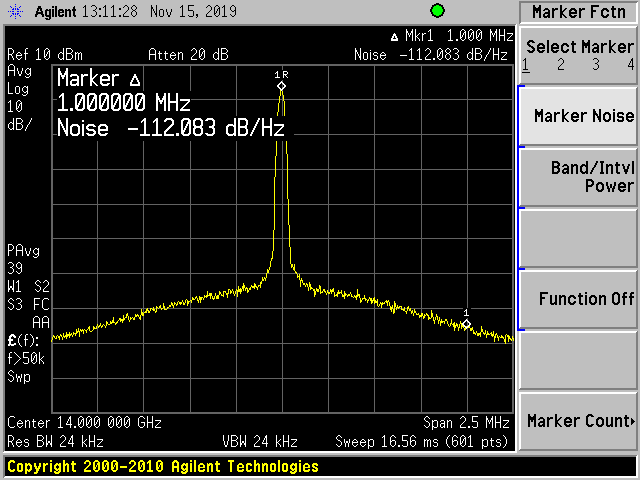 Agilent 13:11:28 Nov 15, 2019
Marker Fctn
Δ Mkr1 1.000 MHz
Ref 10 dBm Atten 20 dB Noise -112.083 dB/Hz
Avg
Log
10
dB/
Marker Δ
1.000000 MHz
Noise -112.083 dB/Hz
1R
1
PAvg
39
W1 S2
S3 FC
AA
£(f):
f>50k
Swp
Center 14.000 000 GHz Span 2.5 MHz
Res BW 24 kHz VBW 24 kHz Sweep 16.56 ms (601 pts)
Copyright 2000-2010 Agilent Technologies
Select Marker
1 2 3 4
Marker Noise
Band/Intvl
Power
Function Off
Marker Count